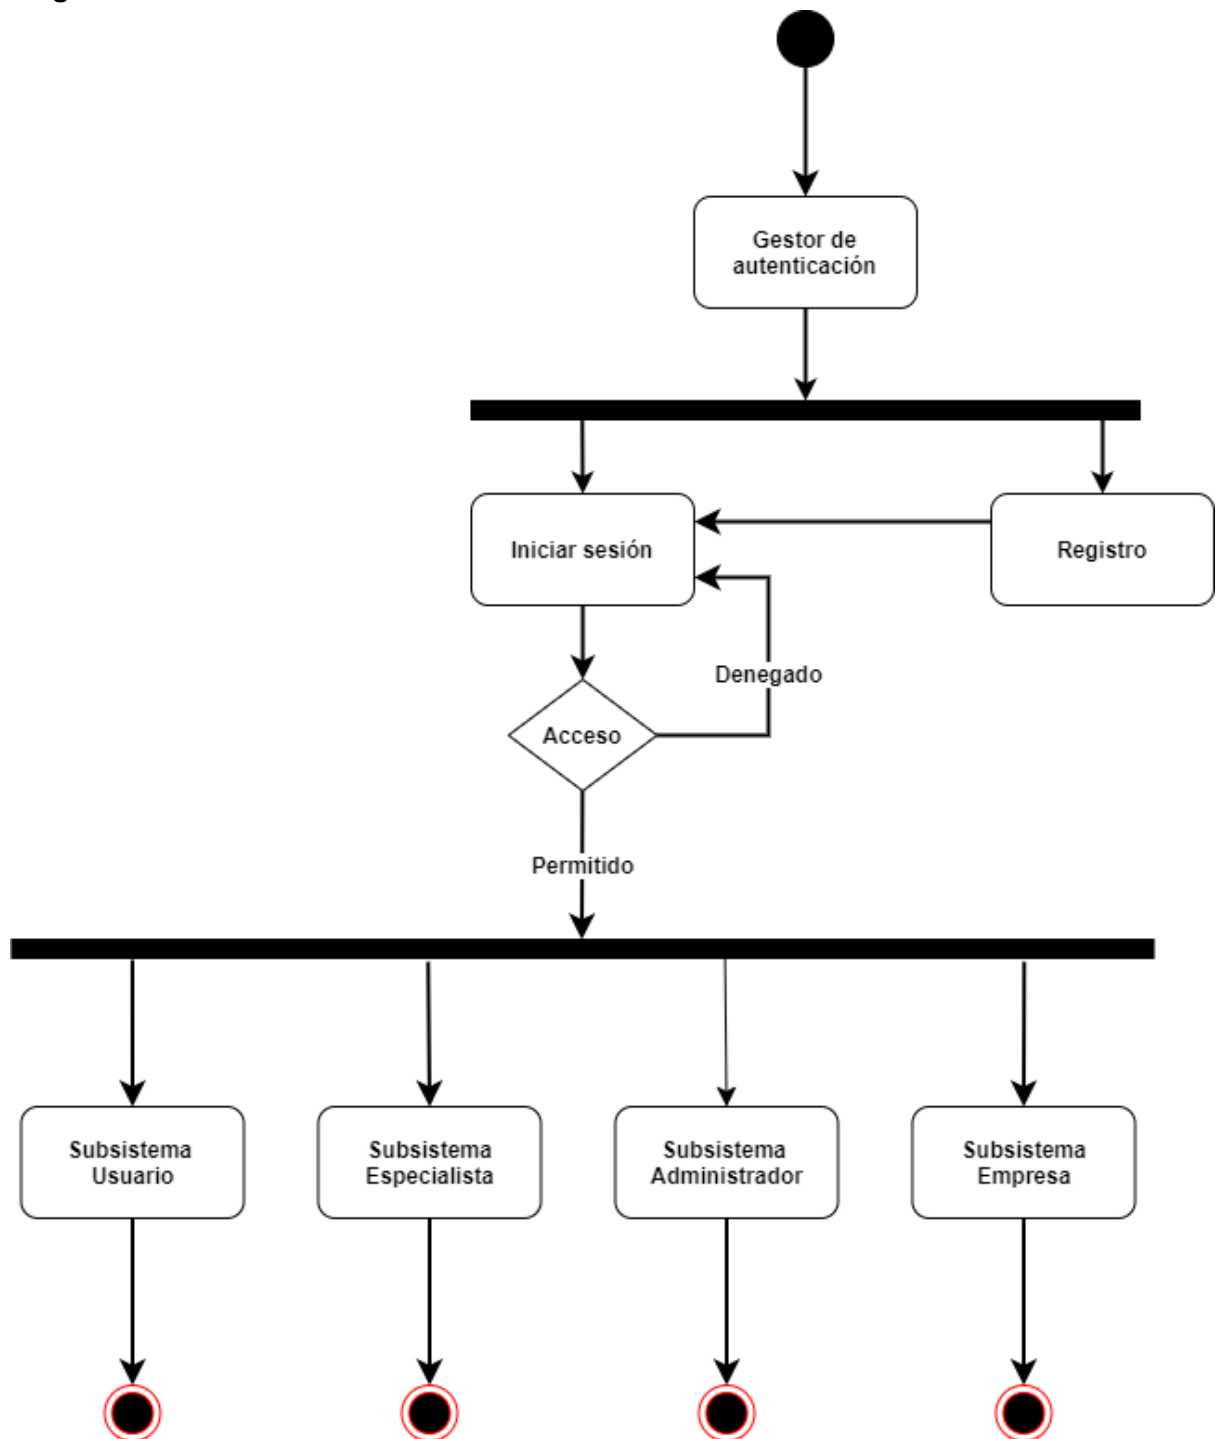 Gestor de
autenticación
Iniciar sesión
Registro
Denegado
Acceso
Permitido
Subsistema
Usuario
Subsistema
Especialista
Subsistema
Administrador
Subsistema
Empresa